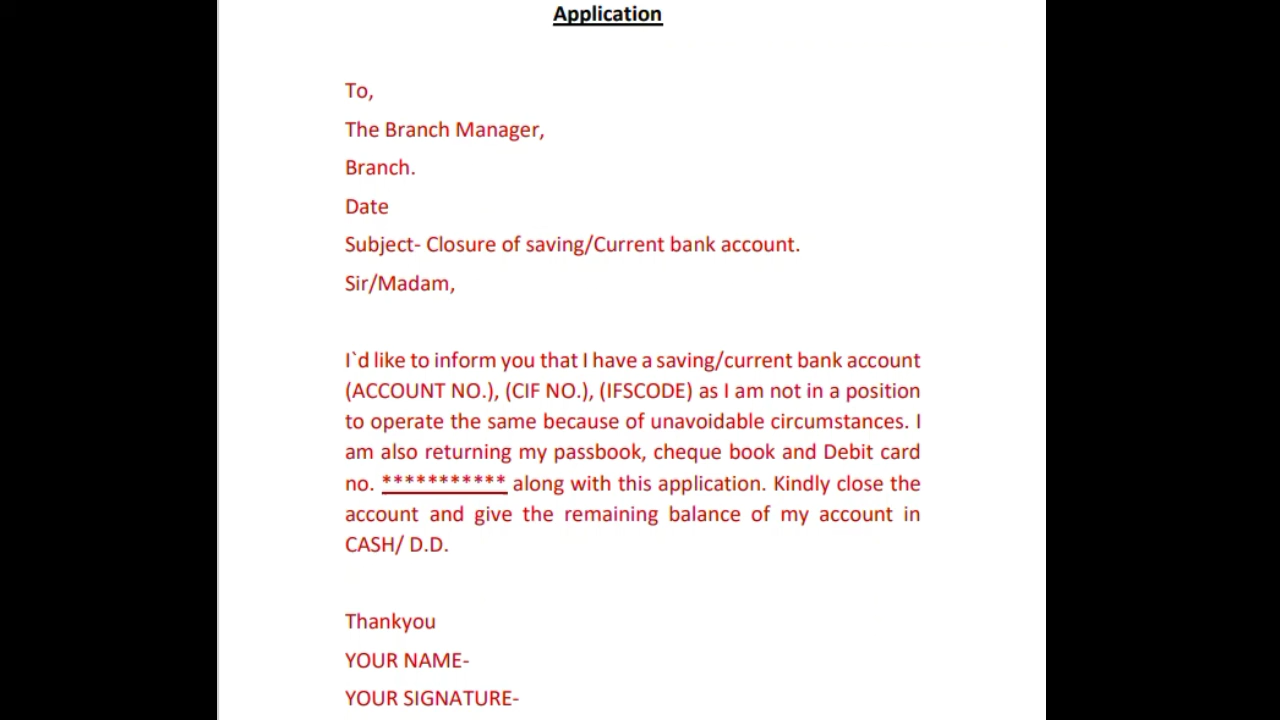 Application
To,
The Branch Manager,
Branch.
Date
Subject- Closure of saving/Current bank account.
Sir/Madam,
I`d like to inform you that I have a saving/current bank account
(ACCOUNT NO.), (CIF NO.), (IFSCODE) as I am not in a position
to operate the same because of unavoidable circumstances. I
am also returning my passbook, cheque book and Debit card
no. *********** along with this application. Kindly close the
account and give the remaining balance of my account in
CASH/ D.D.
Thankyou
YOUR NAME-
YOUR SIGNATURE-